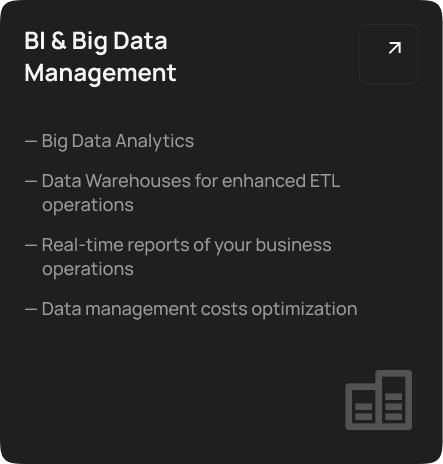 BI & Big Data
Management
— Big Data Analytics
— Data Warehouses for enhanced ETL
operations
— Real-time reports of your business
operations
— Data management costs optimization